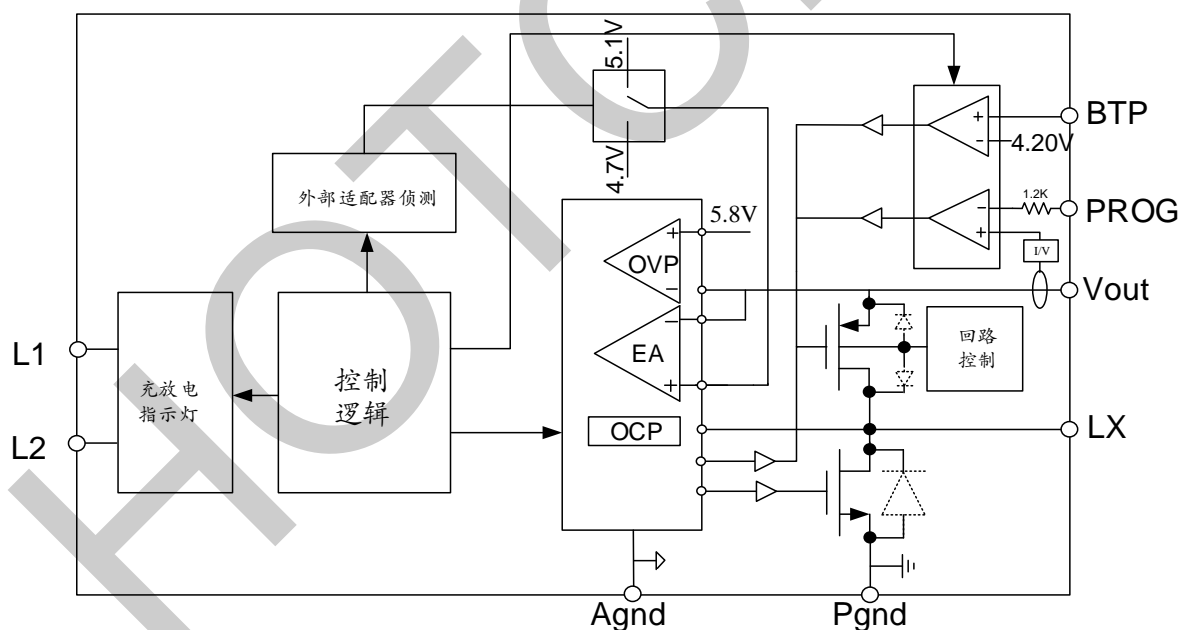 5.1V
4.7V
外部适配器侦测
充放电
指示灯
控制
逻辑
5.8V
OVP
EA
OCP
4.20V
1.2K
I/V
回路
控制
BTP
PROG
Vout
LX
L1
L2
Agnd
Pgnd